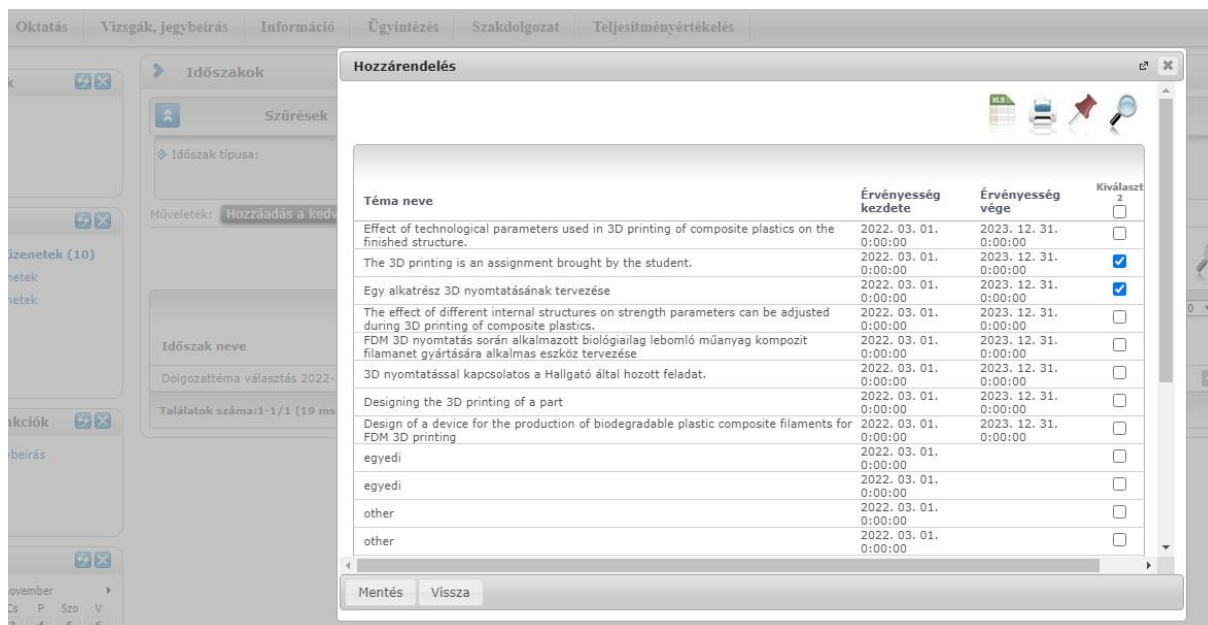 Oktatás Vizsgák, jegybeírás Információ Ügyintézés Szakdolgozat Teljesítményértékelés
Időszakok
Szűrések
Időszak típusa:
Műveletek: Hozzáadás a kedv
(10)
Időszak neve
Dolgozattéma választás 2022-
Találatok száma:1-1/1 (19 ms
november
Cs P Szo V
Hozzárendelés
XLS
Téma neve
Érvényesség kezdete
Érvényesség vége
Kiválaszt
2
Effect of technological parameters used in 3D printing of composite plastics on the
finished structure.
2022. 03. 01.
0:00:00
2023. 12. 31.
0:00:00
The 3D printing is an assignment brought by the student.
2022. 03. 01.
0:00:00
2023. 12. 31.
0:00:00
Egy alkatrész 3D nyomtatásának tervezése
2022. 03. 01.
0:00:00
2023. 12. 31.
0:00:00
The effect of different internal structures on strength parameters can be adjusted
during 3D printing of composite plastics.
2022. 03. 01.
0:00:00
2023. 12. 31.
0:00:00
FDM 3D nyomtatás során alkalmazott biológiailag lebomló műanyag kompozit
filamanet gyártására alkalmas eszköz tervezése
2022. 03. 01.
0:00:00
2023. 12. 31.
0:00:00
3D nyomtatással kapcsolatos a Hallgató által hozott feladat.
2022. 03. 01.
0:00:00
2023. 12. 31.
0:00:00
Designing the 3D printing of a part
2022. 03. 01.
0:00:00
2023. 12. 31.
0:00:00
Design of a device for the production of biodegradable plastic composite filaments for
FDM 3D printing
2022. 03. 01.
0:00:00
2023. 12. 31.
0:00:00
egyedi
2022. 03. 01.
0:00:00
egyedi
2022. 03. 01.
0:00:00
other
2022. 03. 01.
0:00:00
other
2022. 03. 01.
0:00:00
Mentés Vissza